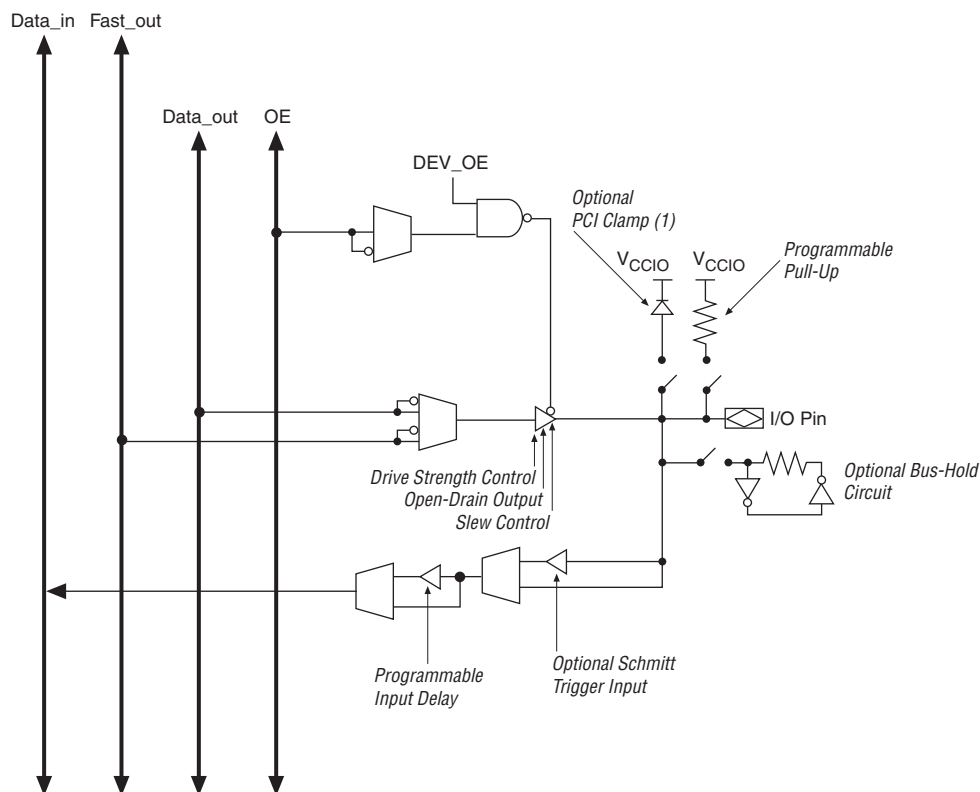 Data_in Fast_out
Data_out OE
DEV_OE
Optional
PCI Clamp (1)
Programmable
Pull-Up
VCCIO VCCIO
I/O Pin
Drive Strength Control
Open-Drain Output
Slew Control
Optional Bus-Hold
Circuit
Programmable
Input Delay
Optional Schmitt
Trigger Input